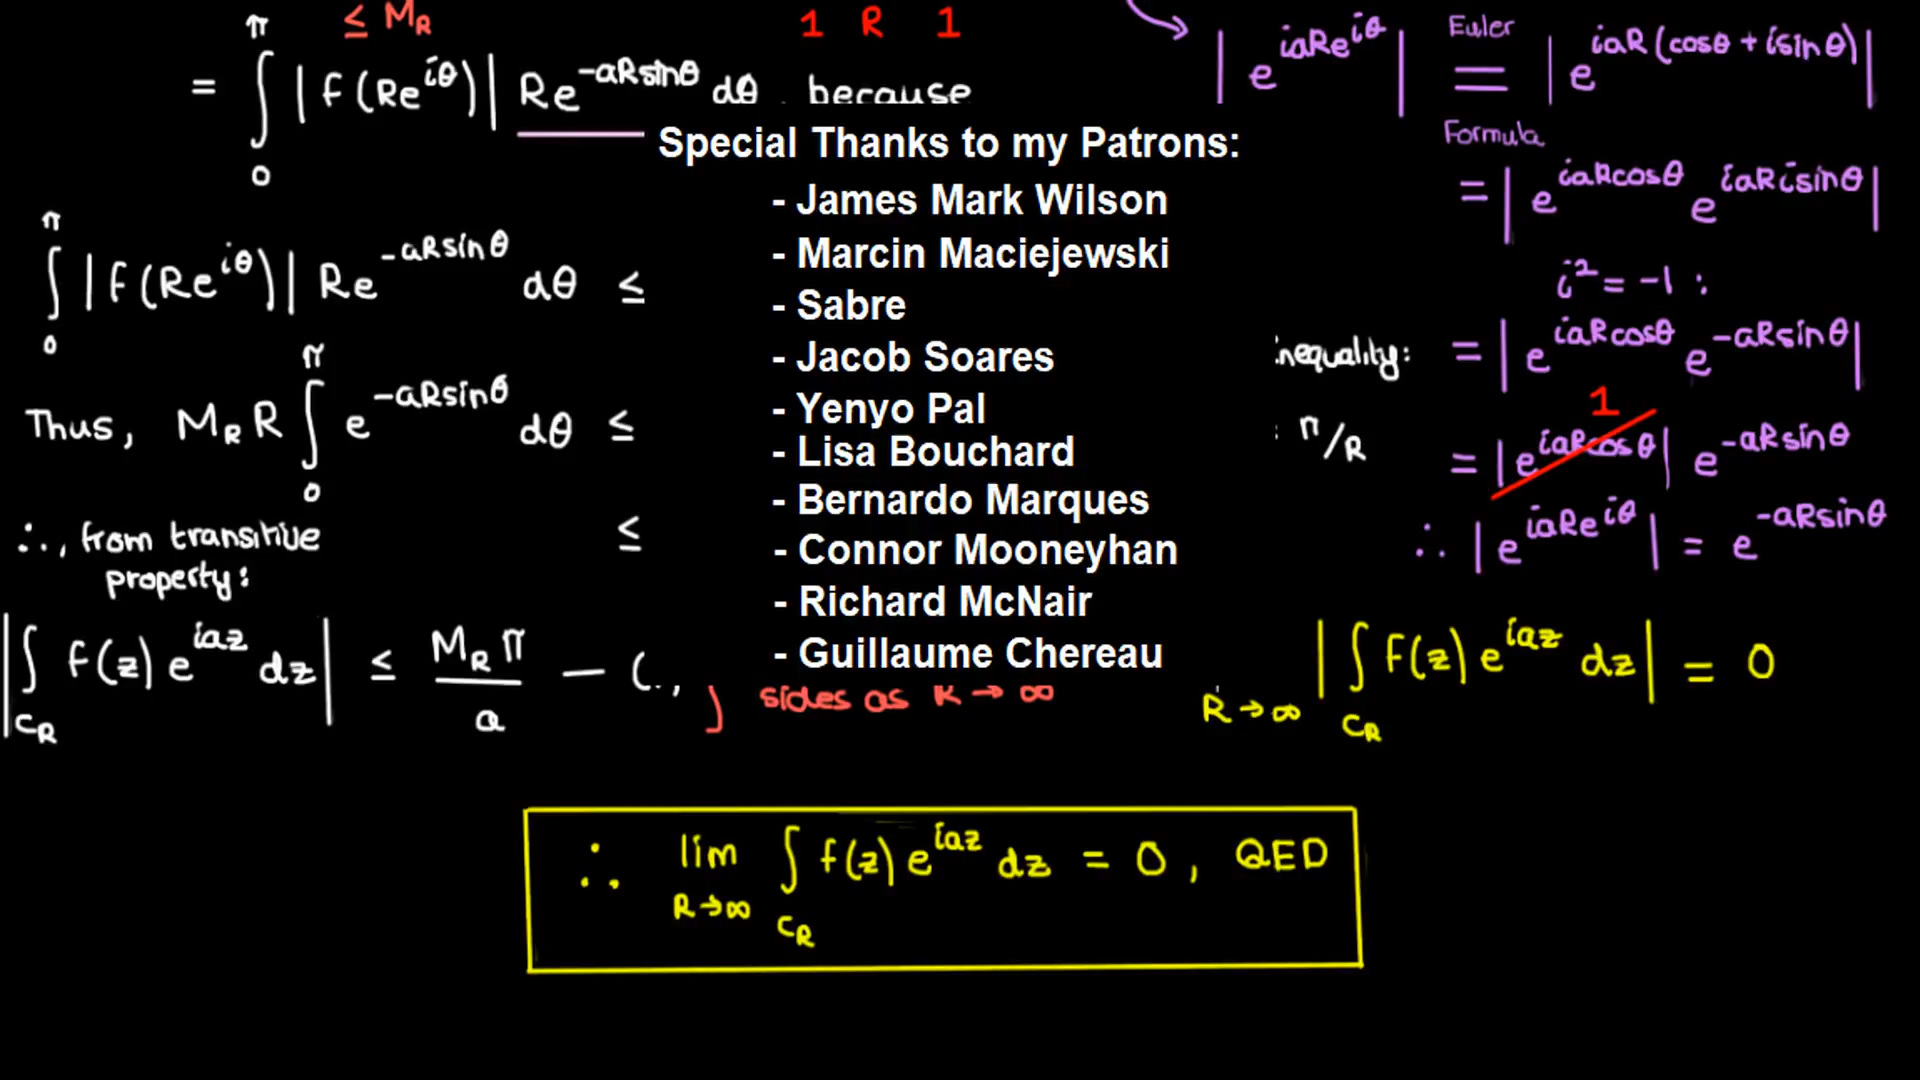 ≤ M_R
1 R 1
= ∫_0^π |f(Re^{iθ})| Re^{-aRsinθ} dθ, because
∫_0^π |f(Re^{iθ})| Re^{-aRsinθ} dθ ≤
Thus, M_R R ∫_0^π e^{-aRsinθ} dθ ≤
∴, from transitive ≤
property:
|∫_{C_R} f(z) e^{iaz} dz| ≤ M_R π / a — (
Special Thanks to my Patrons:
- James Mark Wilson
- Marcin Maciejewski
- Sabre
- Jacob Soares
- Yenyo Pal
- Lisa Bouchard
- Bernardo Marques
- Connor Mooneyhan
- Richard McNair
- Guillaume Chereau
sides as R → ∞
nequality:
: π/R
|e^{iaRe^{iθ}}| = |e^{iaR(cosθ + isinθ)}|
Euler
Formula
= |e^{iaRcosθ} e^{iaRisinθ}|
i² = -1 :
= |e^{iaRcosθ} e^{-aRsinθ}|
1
= |e^{iaRcosθ}| e^{-aRsinθ}
∴ |e^{iaRe^{iθ}}| = e^{-aRsinθ}
R→∞ |∫_{C_R} f(z) e^{iaz} dz| = 0
∴ lim_{R→∞} ∫_{C_R} f(z) e^{iaz} dz = 0, QED